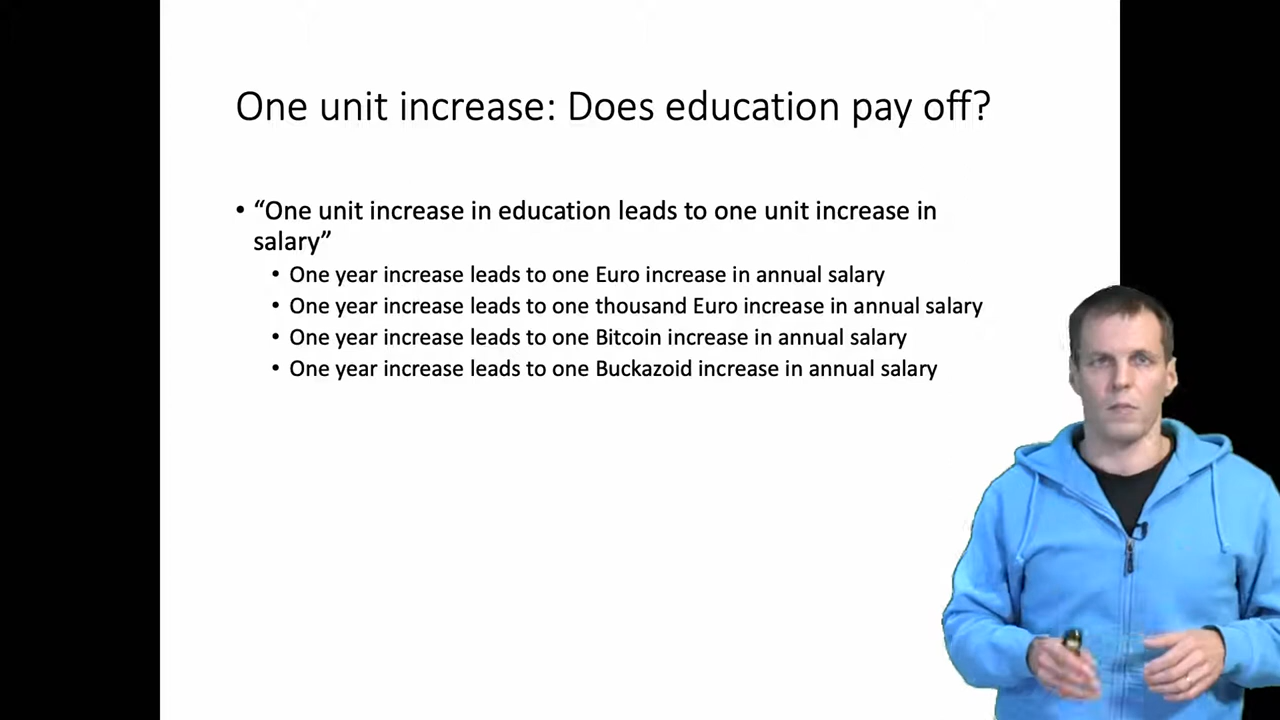 One unit increase: Does education pay off?
• “One unit increase in education leads to one unit increase in
salary”
• One year increase leads to one Euro increase in annual salary
• One year increase leads to one thousand Euro increase in annual salary
• One year increase leads to one Bitcoin increase in annual salary
• One year increase leads to one Buckazoid increase in annual salary